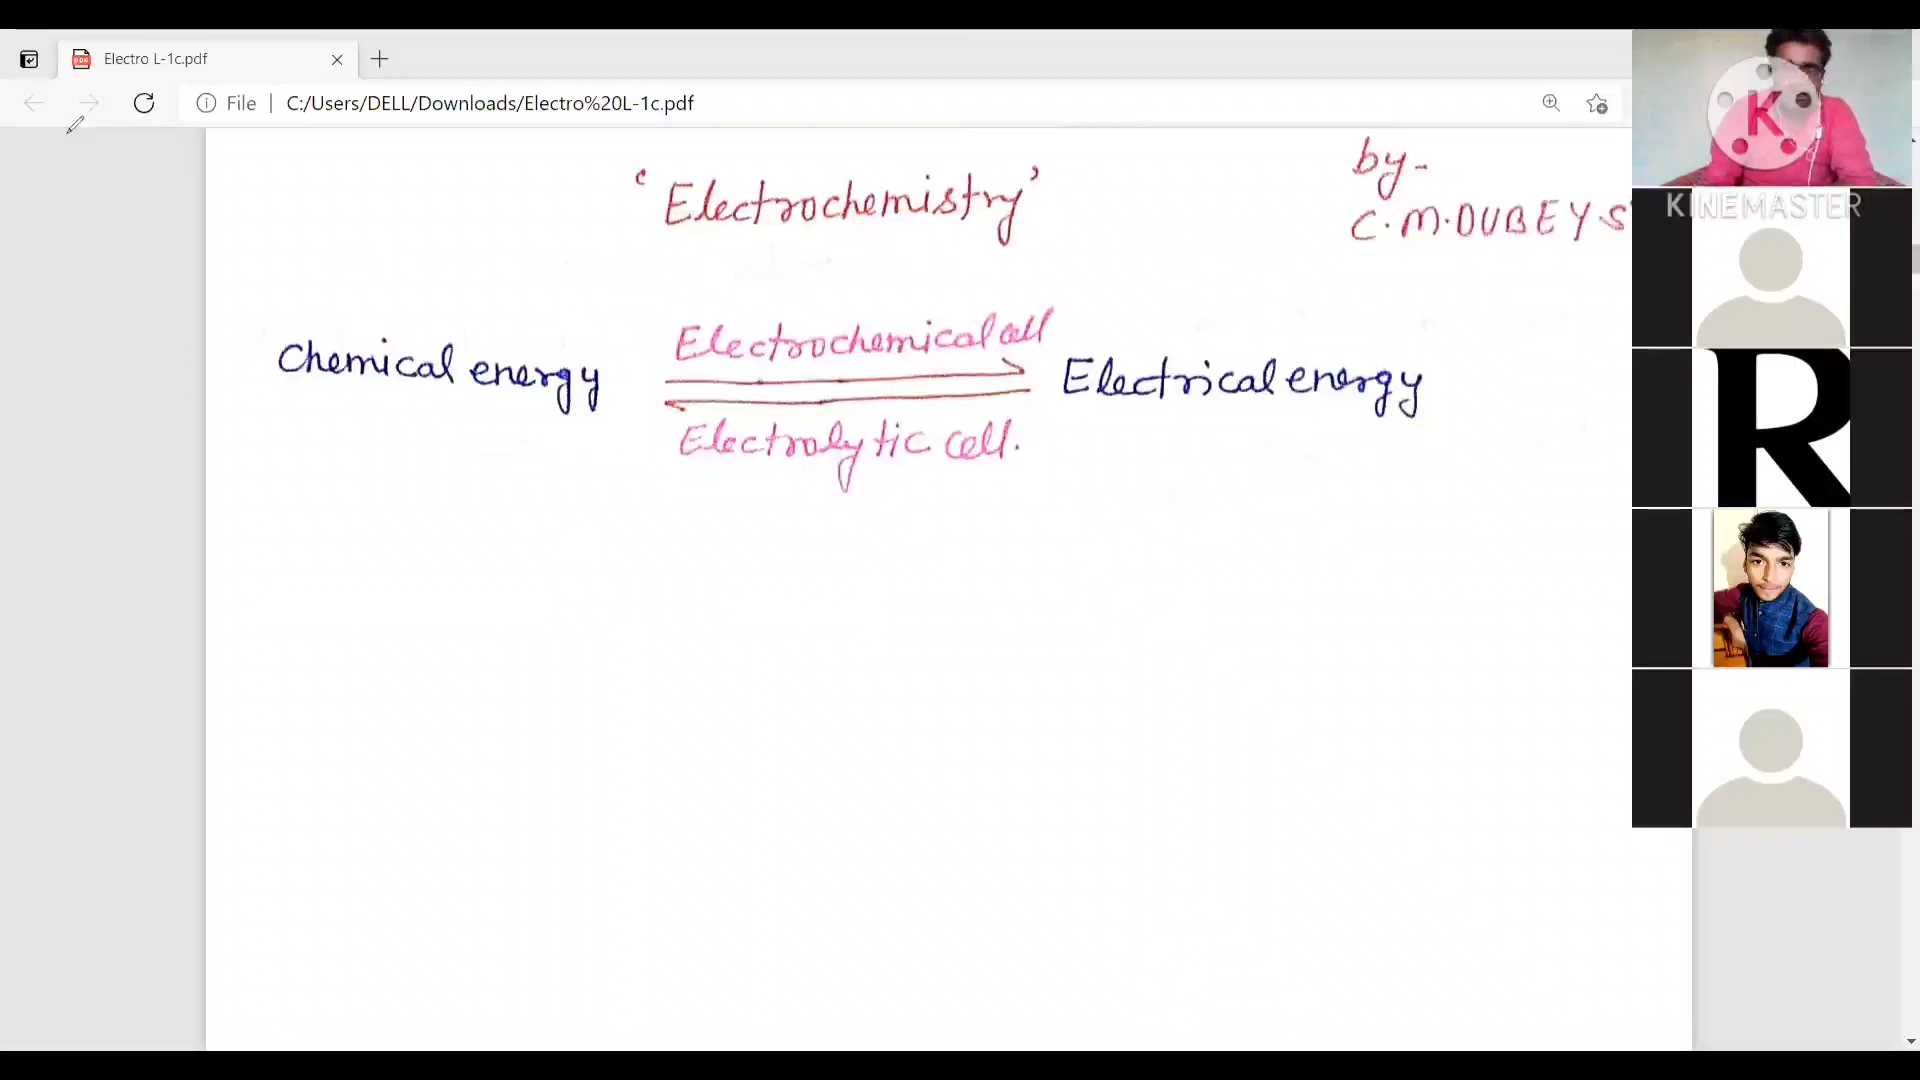 Electro L-1c.pdf
File | C:/Users/DELL/Downloads/Electro%20L-1c.pdf
K
KINEMASTER
by-
'Electrochemistry'
C.M.DUBEY.S
Electrochemical cell
Chemical energy
Electrical energy
Electrolytic cell.
R